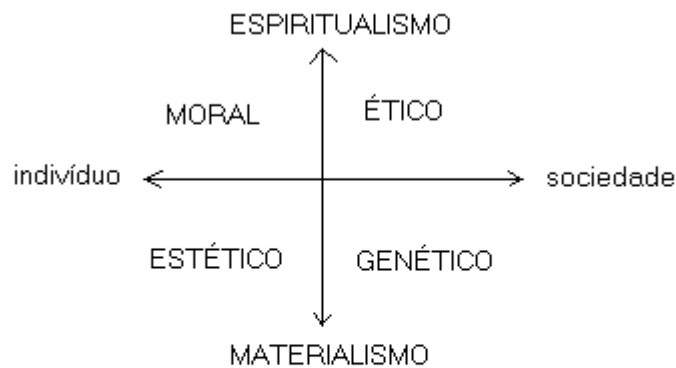 ESPIRITUALISMO
MORAL ÉTICO
indivíduo sociedade
ESTÉTICO GENÉTICO
MATERIALISMO